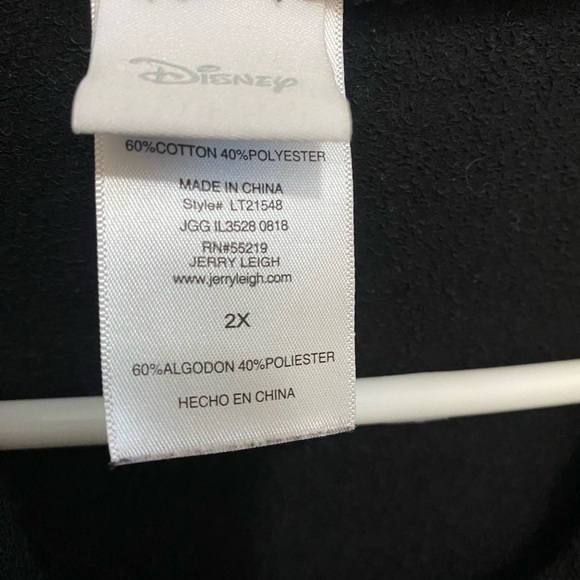 Disney
60%COTTON 40%POLYESTER
MADE IN CHINA
Style# LT21548
JGG IL3528 0818
RN#55219
JERRY LEIGH
www.jerryleigh.com
2X
60%ALGODON 40%POLIESTER
HECHO EN CHINA